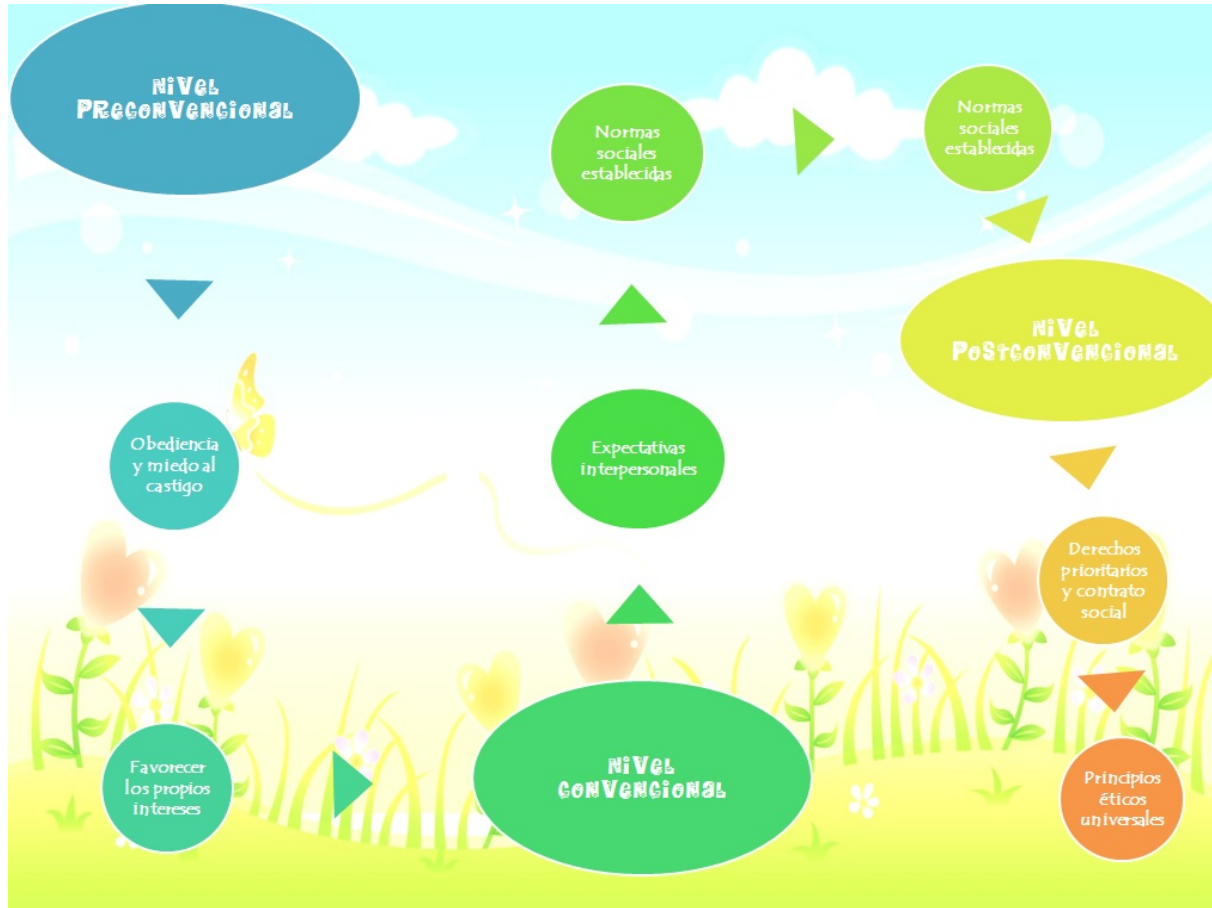 NIVEL
PRECONVENCIONAL
Obediencia
y miedo al
castigo
Favorecer
los propios
intereses
NIVEL
CONVENCIONAL
Expectativas
interpersonales
Normas
sociales
establecidas
Normas
sociales
establecidas
NIVEL
POSTCONVENCIONAL
Derechos
prioritarios
y contrato
social
Principios
éticos
universales